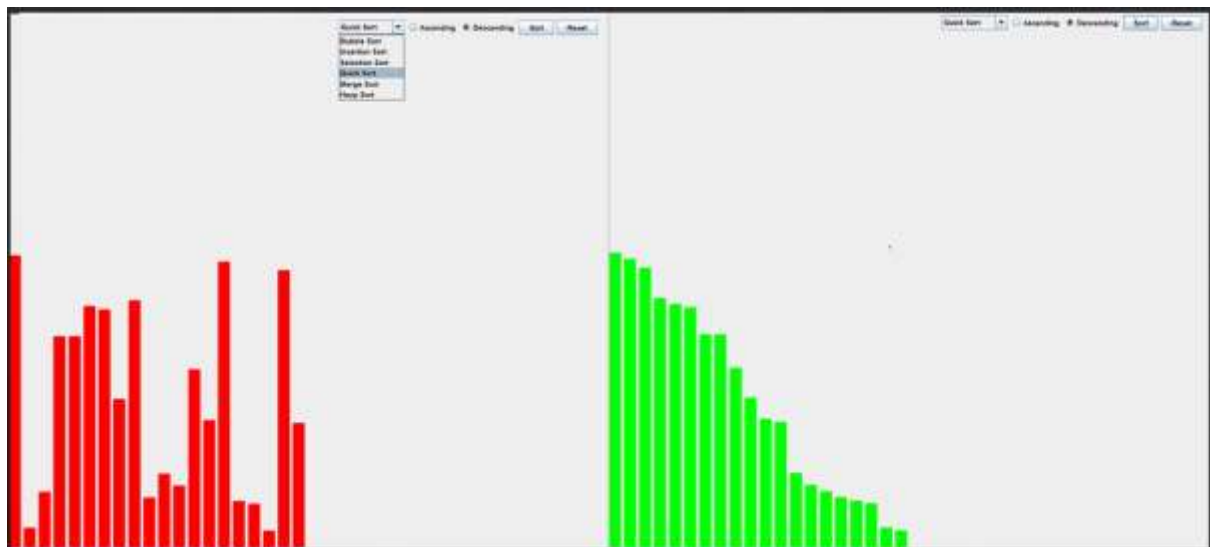 Quick Sort Ascending Descending Sort Reset
Bubble Sort
Insertion Sort
Selection Sort
Quick Sort
Merge Sort
Heap Sort
Quick Sort Ascending Descending Sort Reset